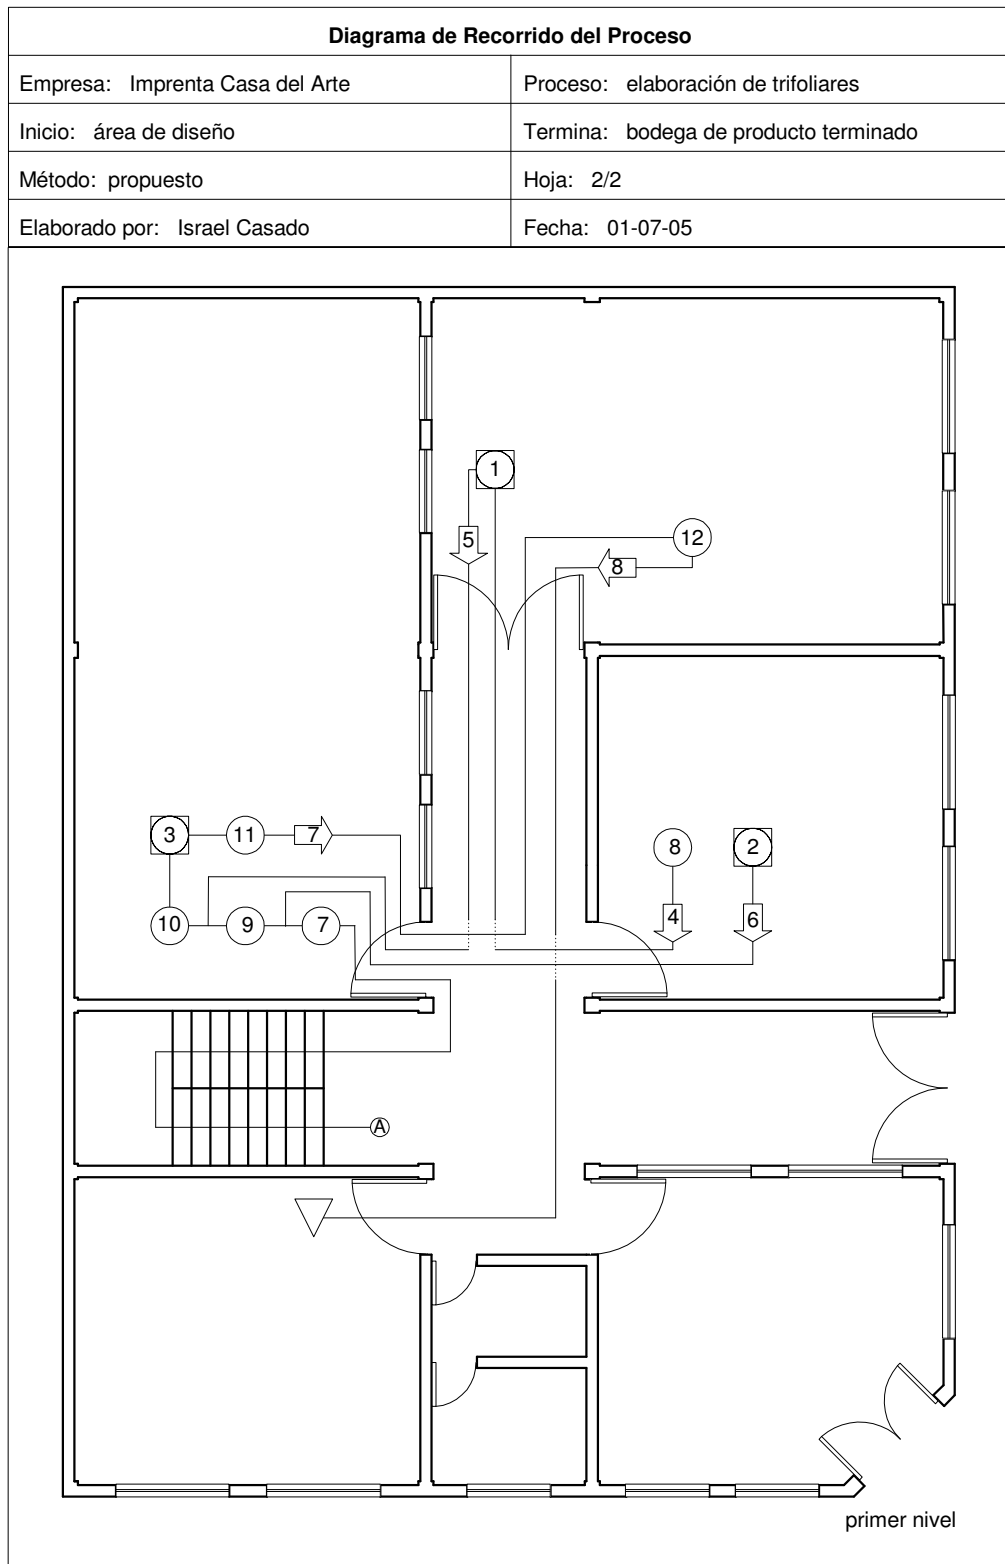 Diagrama de Recorrido del Proceso
Empresa: Imprenta Casa del Arte
Proceso: elaboración de trifoliares
Inicio: área de diseño
Termina: bodega de producto terminado
Método: propuesto
Hoja: 2/2
Elaborado por: Israel Casado
Fecha: 01-07-05
1
5
12
8
3
11
7
8
2
10
9
7
4
6
A
primer nivel